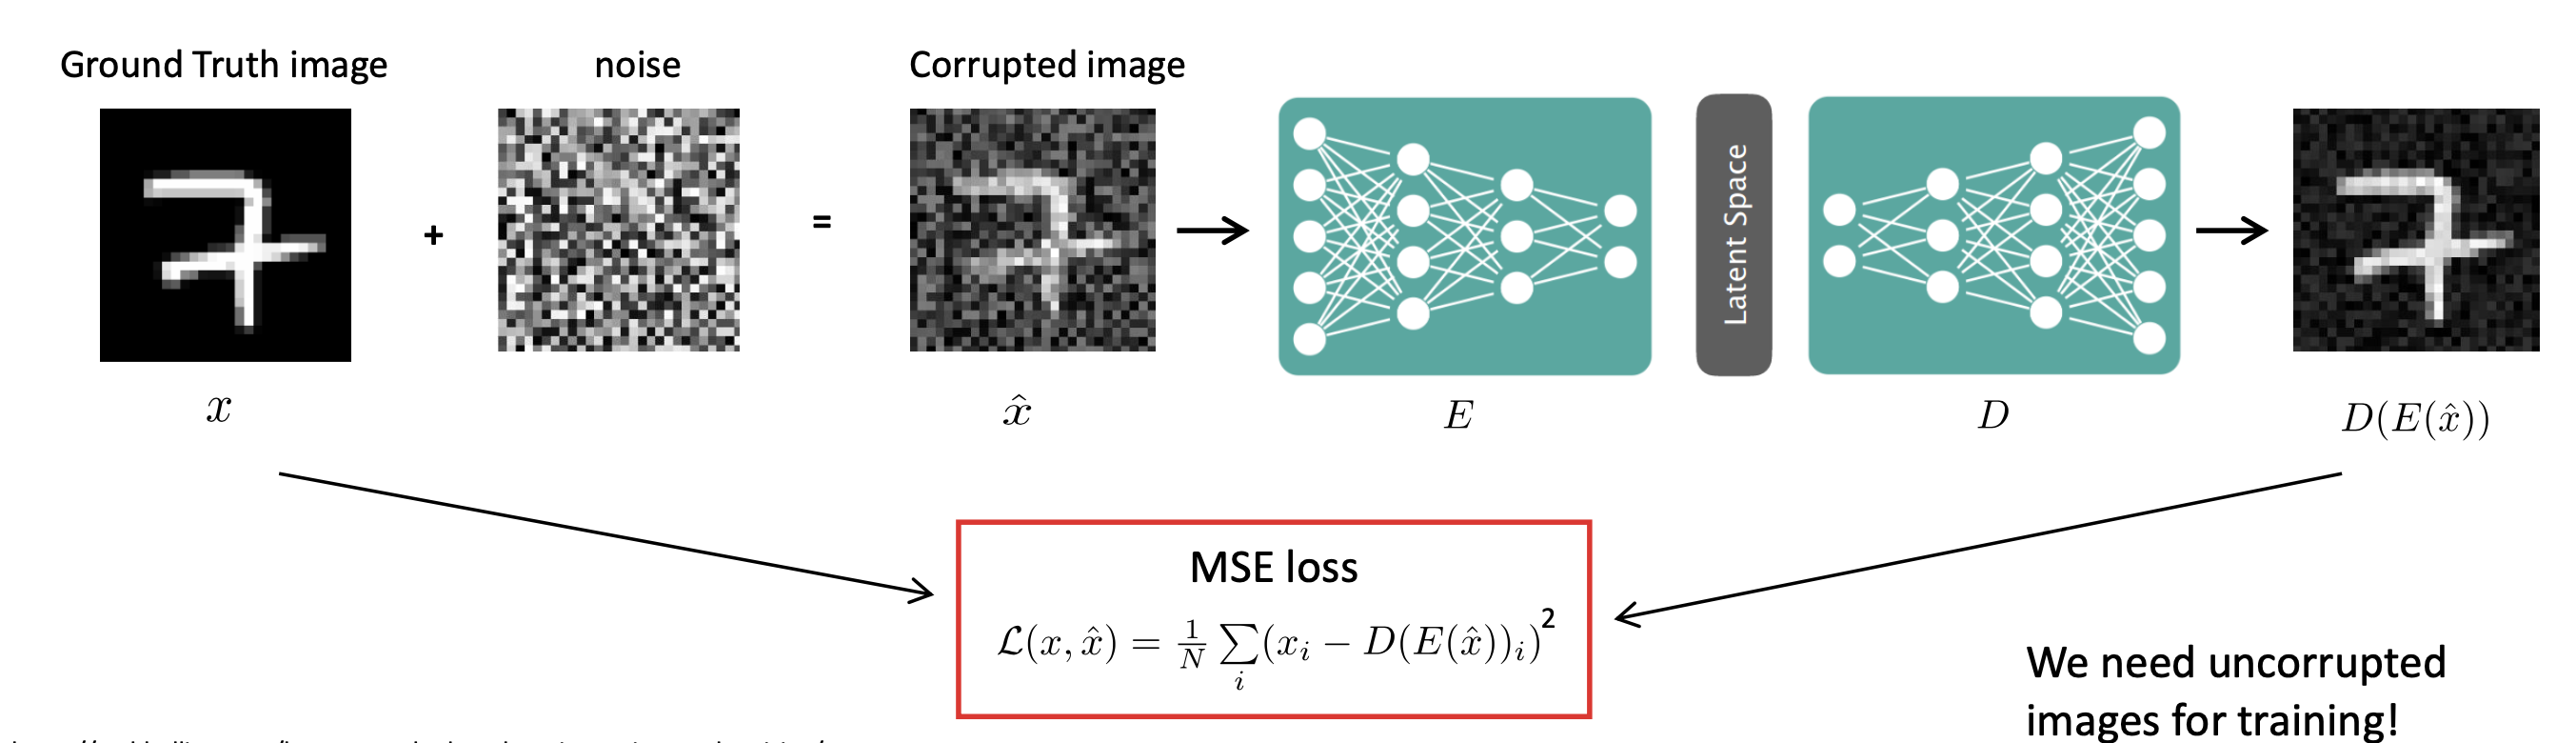 Ground Truth image
noise
Corrupted image
+
=
Latent Space
x
x̂
E
D
D(E(x̂))
MSE loss
ℒ(x, x̂) = 1/N ∑_i (x_i − D(E(x̂))_i)²
We need uncorrupted
images for training!